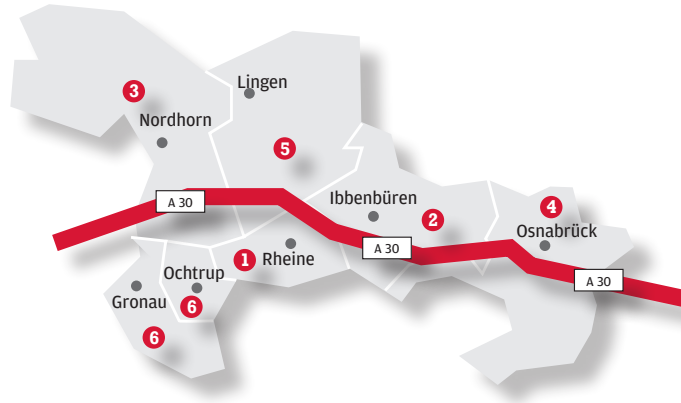 Lingen
3
Nordhorn
5
A 30
Ibbenbüren
2
4
Osnabrück
A 30
1
Rheine
Ochtrup
A 30
Gronau
6
6